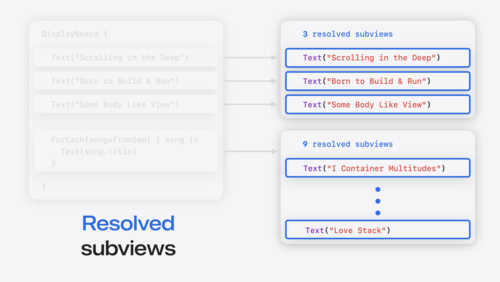 DisplayBoard {
Text("Scrolling in the Deep")
Text("Born to Build & Run")
Text("Some Body Like View")
ForEach(songsFromSam) { song in
Text(song.title)
}
}
Resolved
subviews
3 resolved subviews
Text("Scrolling in the Deep")
Text("Born to Build & Run")
Text("Some Body Like View")
9 resolved subviews
Text("I Container Multitudes")
Text("Love Stack")